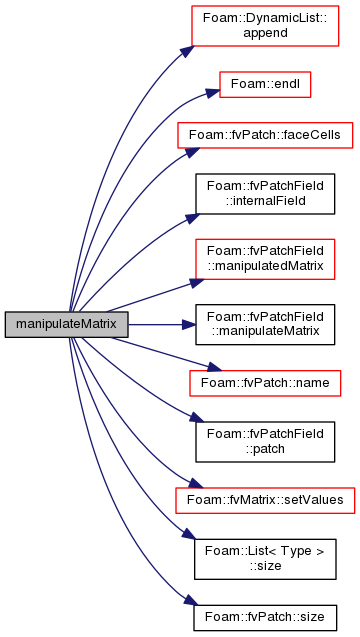 Foam::DynamicList::
append
Foam::endl
Foam::fvPatch::faceCells
Foam::fvPatchField
::internalField
Foam::fvPatchField
::manipulatedMatrix
manipulateMatrix
Foam::fvPatchField
::manipulateMatrix
Foam::fvPatch::name
Foam::fvPatchField
::patch
Foam::fvMatrix::setValues
Foam::List< Type >
::size
Foam::fvPatch::size